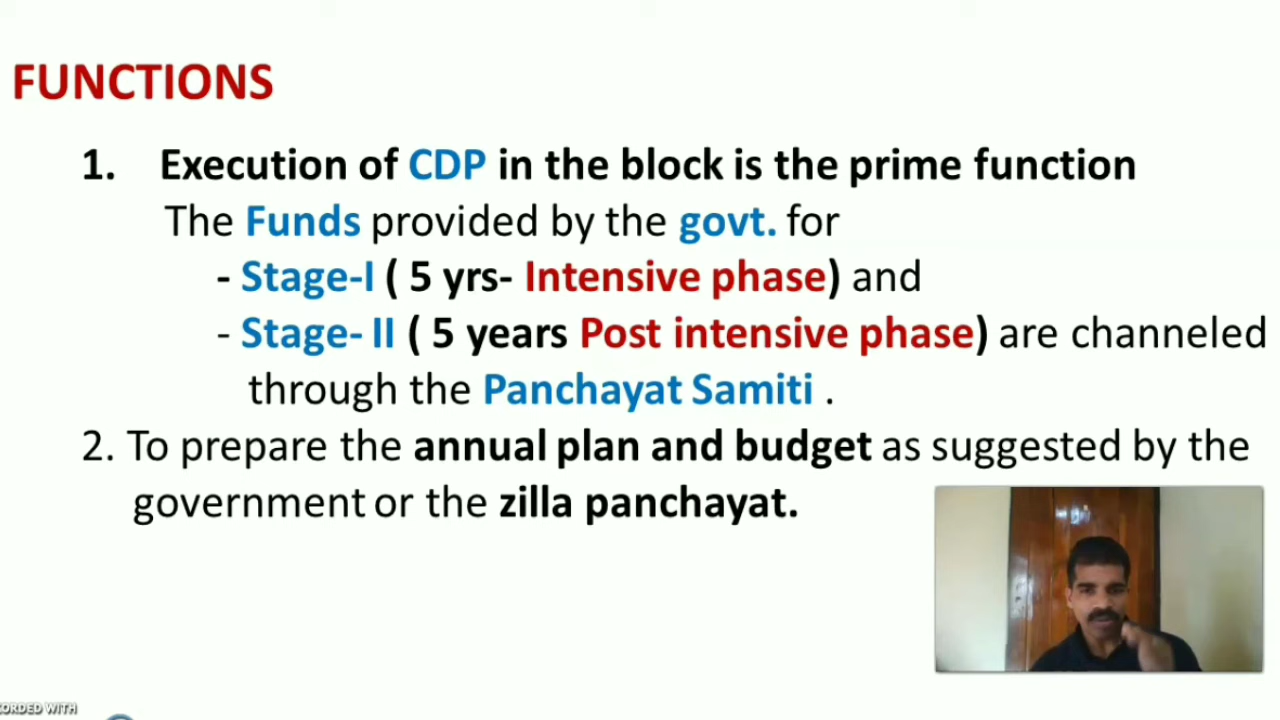 FUNCTIONS
1. Execution of CDP in the block is the prime function
The Funds provided by the govt. for
- Stage-I ( 5 yrs- Intensive phase) and
- Stage- II ( 5 years Post intensive phase) are channeled
through the Panchayat Samiti .
2. To prepare the annual plan and budget as suggested by the
government or the zilla panchayat.
CORDED WITH